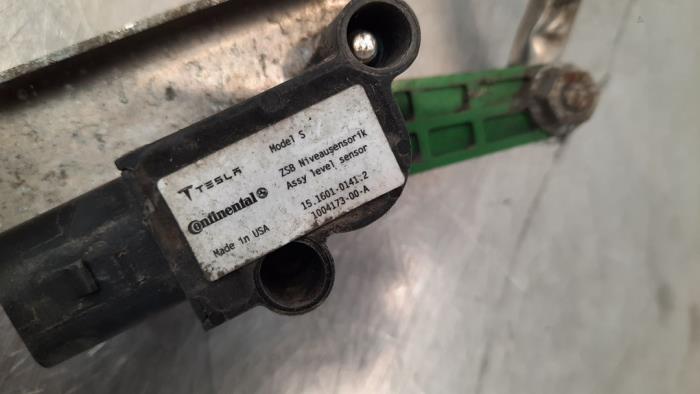 TESLA Model S
Continental ZSB Niveausensorik
Assy level sensor
15.1601-0141.2
Made in USA 1004173-00-A